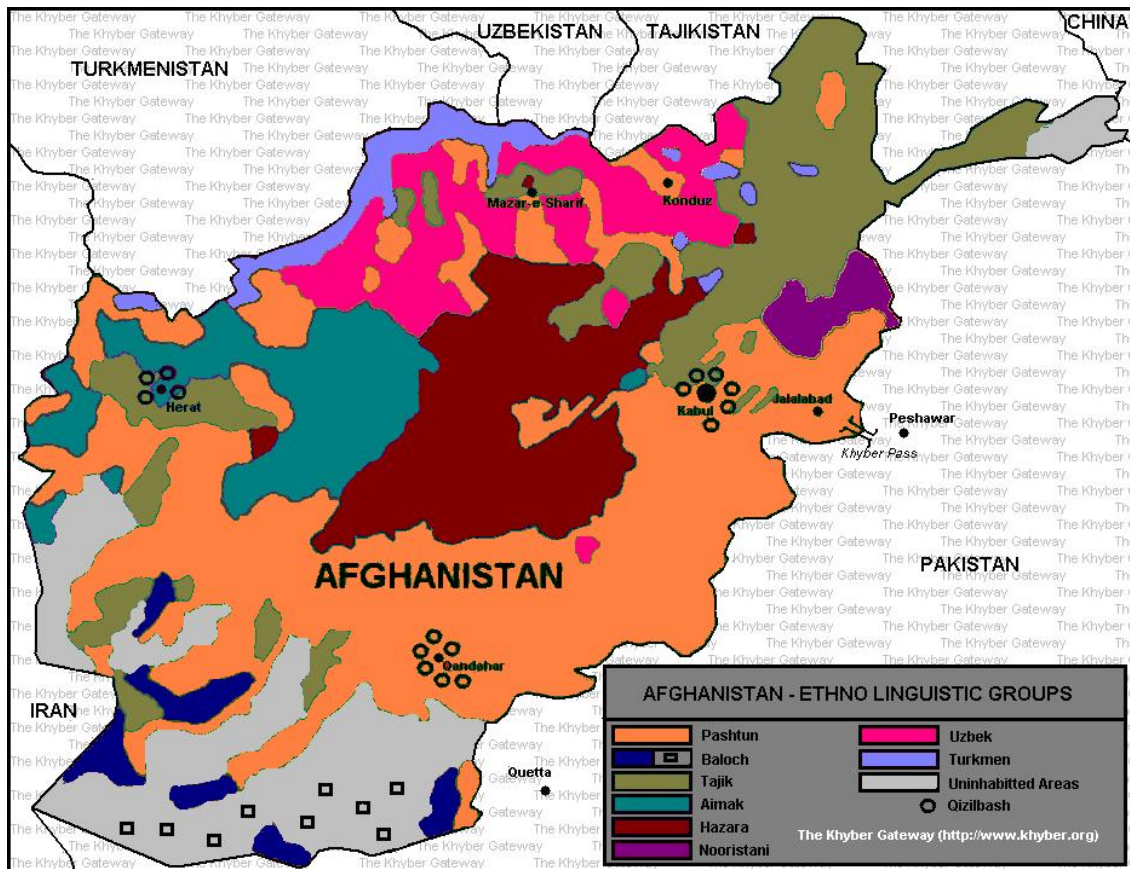 CHINA
UZBEKISTAN
TAJIKISTAN
TURKMENISTAN
The Khyber Gateway
Mazar-e-Sharif
Konduz
Herat
Kabul
Jalalabad
Peshawar
Khyber Pass
AFGHANISTAN
PAKISTAN
Qandahar
IRAN
Quetta
AFGHANISTAN - ETHNO LINGUISTIC GROUPS
Pashtun
Baloch
Tajik
Aimak
Hazara
Nooristani
Uzbek
Turkmen
Uninhabitted Areas
Qizilbash
The Khyber Gateway (http://www.khyber.org)